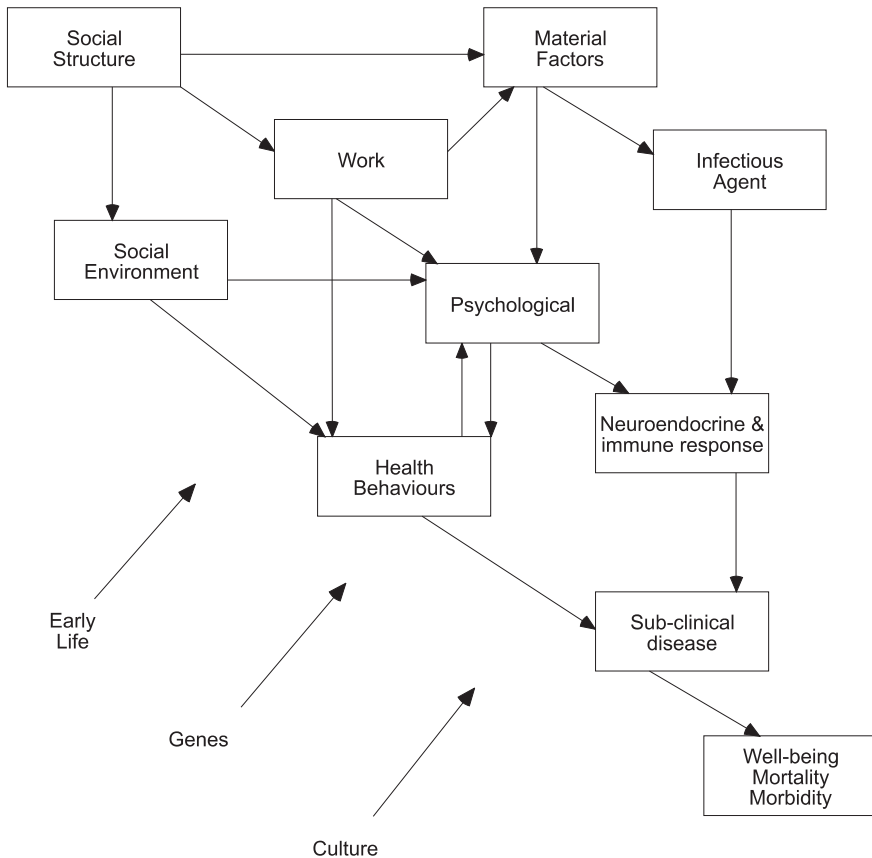 Social
Structure
Material
Factors
Work
Infectious
Agent
Social
Environment
Psychological
Neuroendocrine &
immune response
Health
Behaviours
Early
Life
Sub-clinical
disease
Genes
Well-being
Mortality
Morbidity
Culture